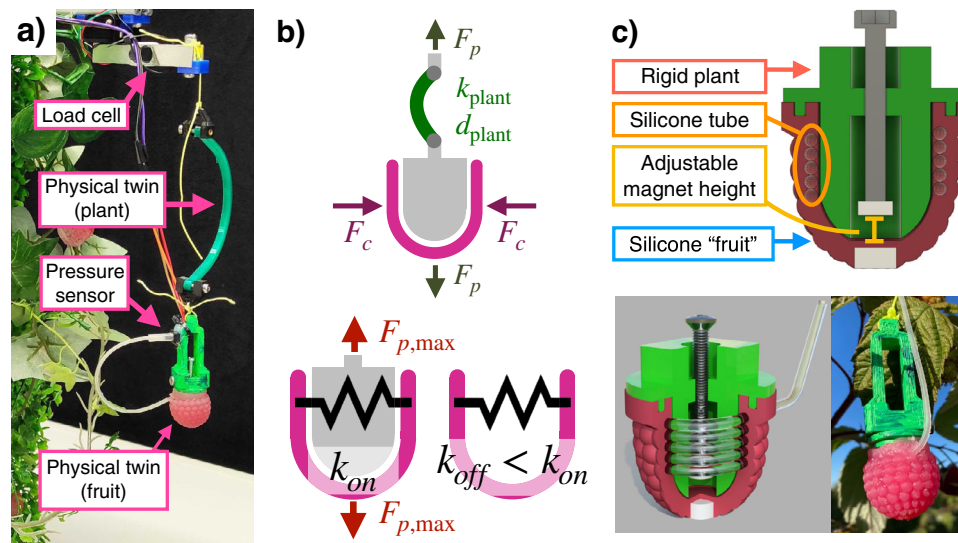 a)
Load cell
Physical twin
(plant)
Pressure
sensor
Physical twin
(fruit)
b)
F_p
k_plant
d_plant
F_c
F_c
F_p
F_p,max
k_on
k_off < k_on
F_p,max
c)
Rigid plant
Silicone tube
Adjustable
magnet height
Silicone “fruit”